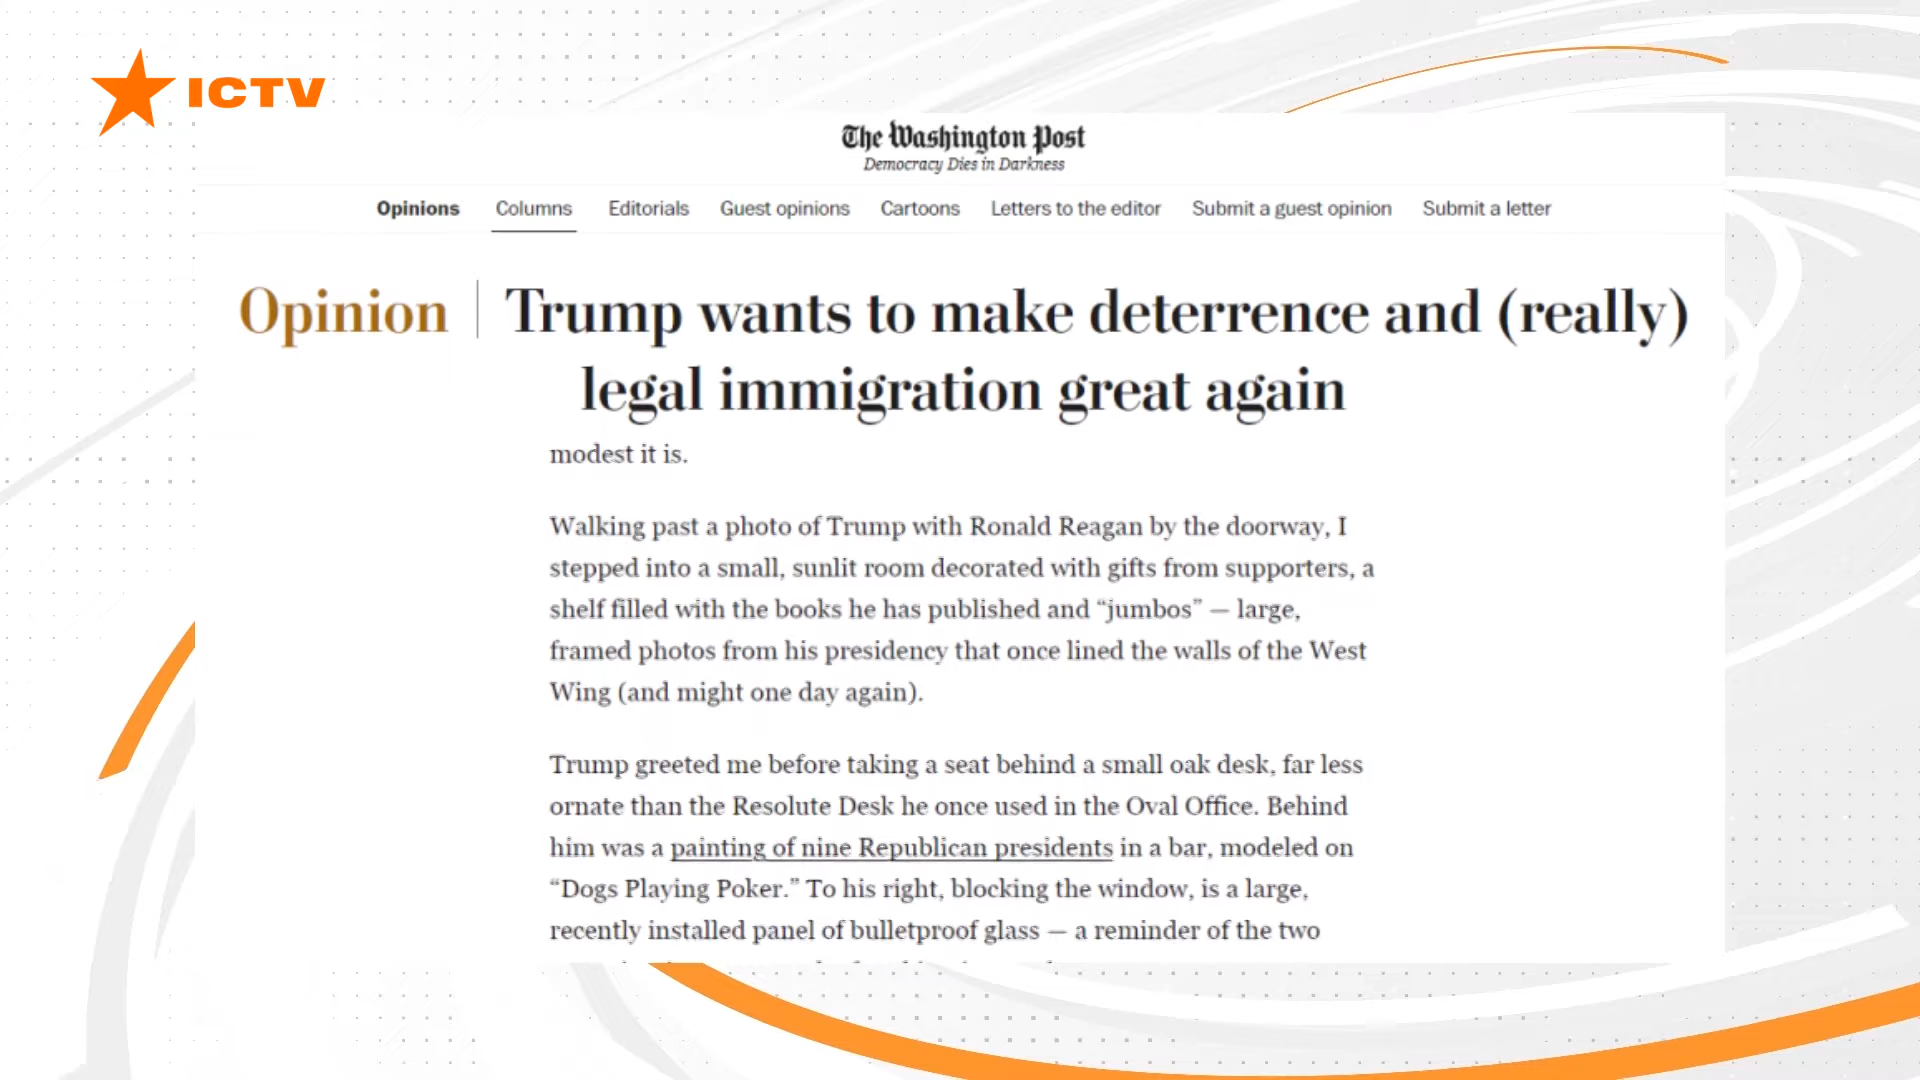 ICTV
The Washington Post
Democracy Dies in Darkness
Opinions Columns Editorials Guest opinions Cartoons Letters to the editor Submit a guest opinion Submit a letter
Opinion Trump wants to make deterrence and (really)
legal immigration great again
modest it is.
Walking past a photo of Trump with Ronald Reagan by the doorway, I
stepped into a small, sunlit room decorated with gifts from supporters, a
shelf filled with the books he has published and “jumbos” — large,
framed photos from his presidency that once lined the walls of the West
Wing (and might one day again).
Trump greeted me before taking a seat behind a small oak desk, far less
ornate than the Resolute Desk he once used in the Oval Office. Behind
him was a painting of nine Republican presidents in a bar, modeled on
“Dogs Playing Poker.” To his right, blocking the window, is a large,
recently installed panel of bulletproof glass — a reminder of the two